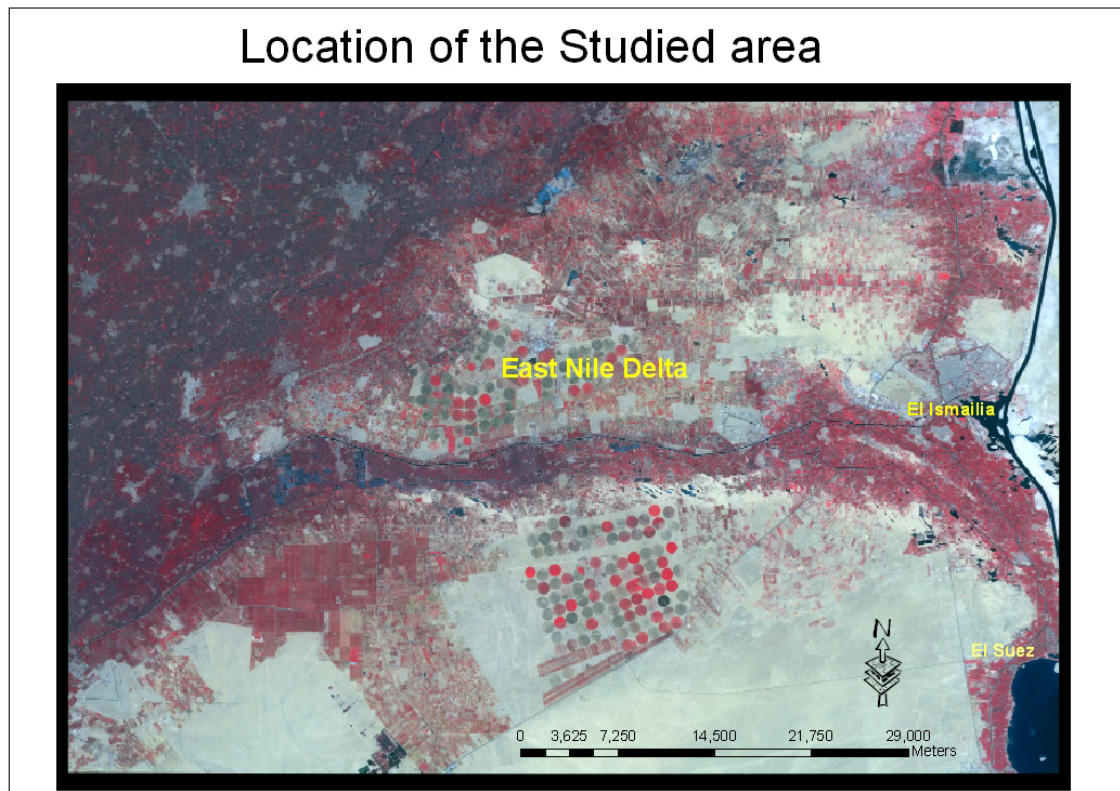 Location of the Studied area
East Nile Delta
El Ismailia
El Suez
N
0 3,625 7,250 14,500 21,750 29,000
Meters